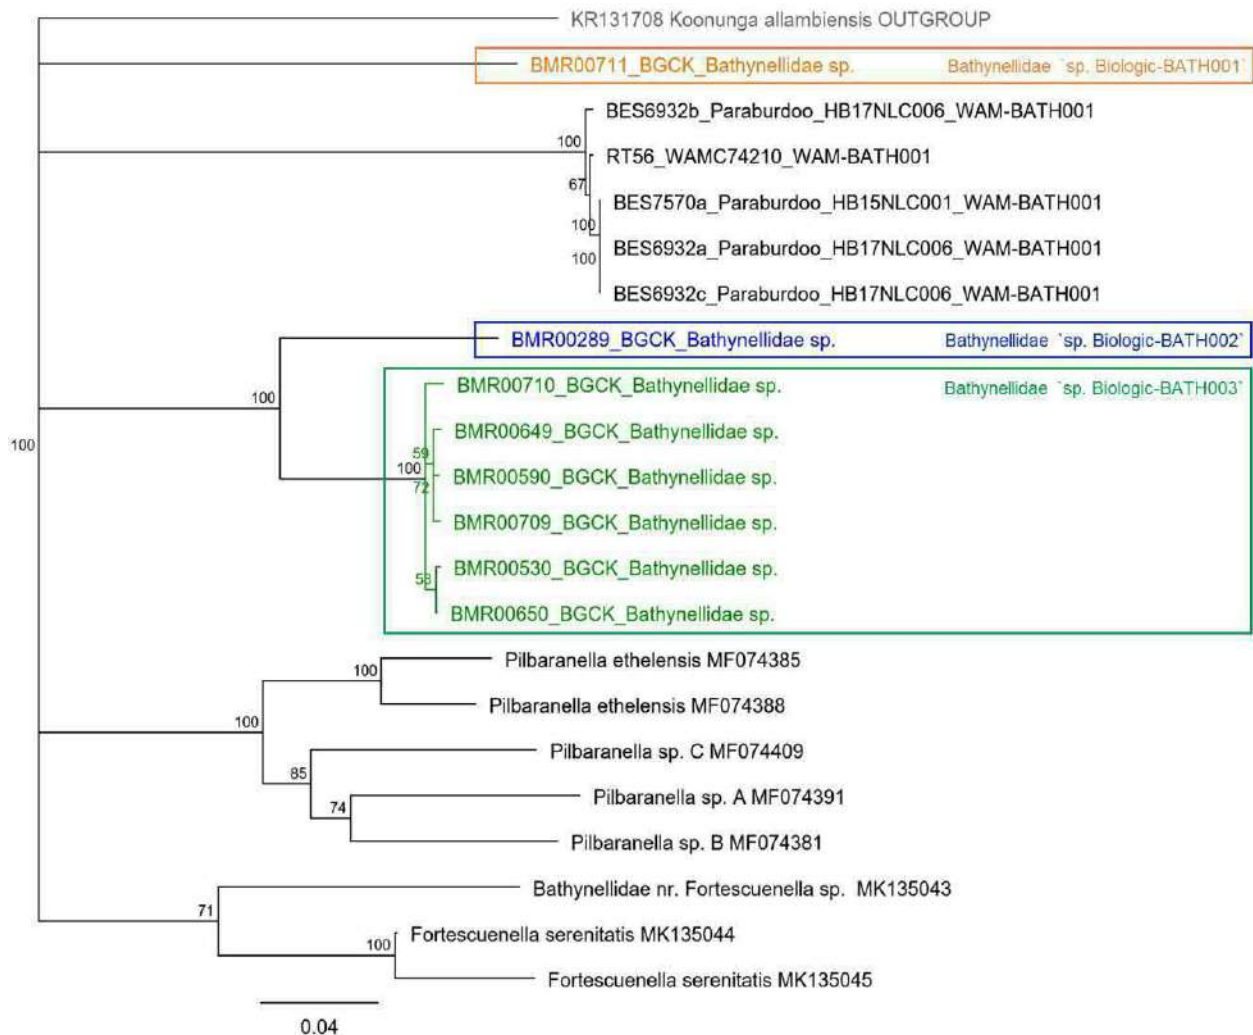 KR131708 Koonunga allambiensis OUTGROUP
BMR00711_BGCK_Bathynellidae sp. Bathynellidae `sp. Biologic-BATH001`
BES6932b_Paraburdoo_HB17NLC006_WAM-BATH001
100
RT56_WAMC74210_WAM-BATH001
67
BES7570a_Paraburdoo_HB15NLC001_WAM-BATH001
100
BES6932a_Paraburdoo_HB17NLC006_WAM-BATH001
100
BES6932c_Paraburdoo_HB17NLC006_WAM-BATH001
BMR00289_BGCK_Bathynellidae sp. Bathynellidae `sp. Biologic-BATH002`
BMR00710_BGCK_Bathynellidae sp. Bathynellidae `sp. Biologic-BATH003`
100
BMR00649_BGCK_Bathynellidae sp.
100
59
100
BMR00590_BGCK_Bathynellidae sp.
72
BMR00709_BGCK_Bathynellidae sp.
BMR00530_BGCK_Bathynellidae sp.
53
BMR00650_BGCK_Bathynellidae sp.
Pilbaranella ethelensis MF074385
100
Pilbaranella ethelensis MF074388
100
Pilbaranella sp. C MF074409
85
Pilbaranella sp. A MF074391
74
Pilbaranella sp. B MF074381
Bathynellidae nr. Fortescuenella sp. MK135043
71
Fortescuenella serenitatis MK135044
100
Fortescuenella serenitatis MK135045
0.04